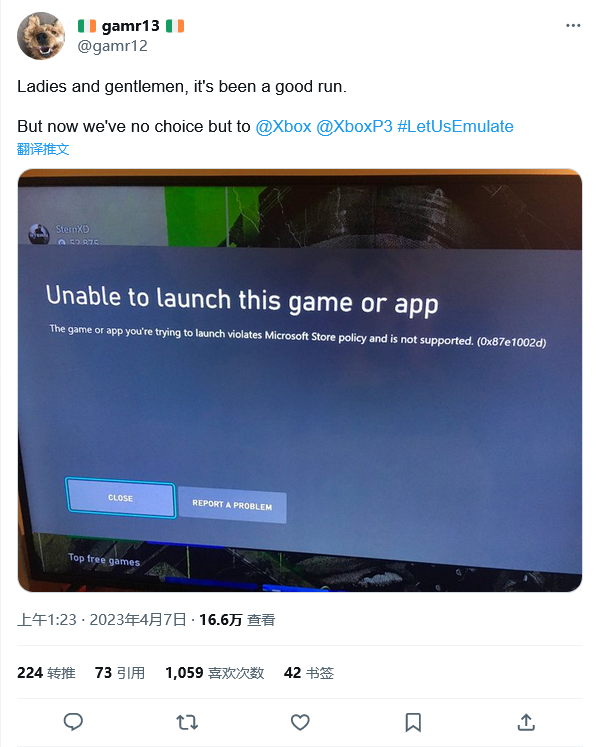 gamr13
@gamr12
Ladies and gentlemen, it's been a good run.
But now we've no choice but to @Xbox @XboxP3 #LetUsEmulate
翻译推文
SternXD
52,875
Unable to launch this game or app
The game or app you're trying to launch violates Microsoft Store policy and is not supported. (0x87e1002d)
CLOSE
REPORT A PROBLEM
Top free games
上午1:23 · 2023年4月7日 · 16.6万 查看
224 转推 73 引用 1,059 喜欢次数 42 书签